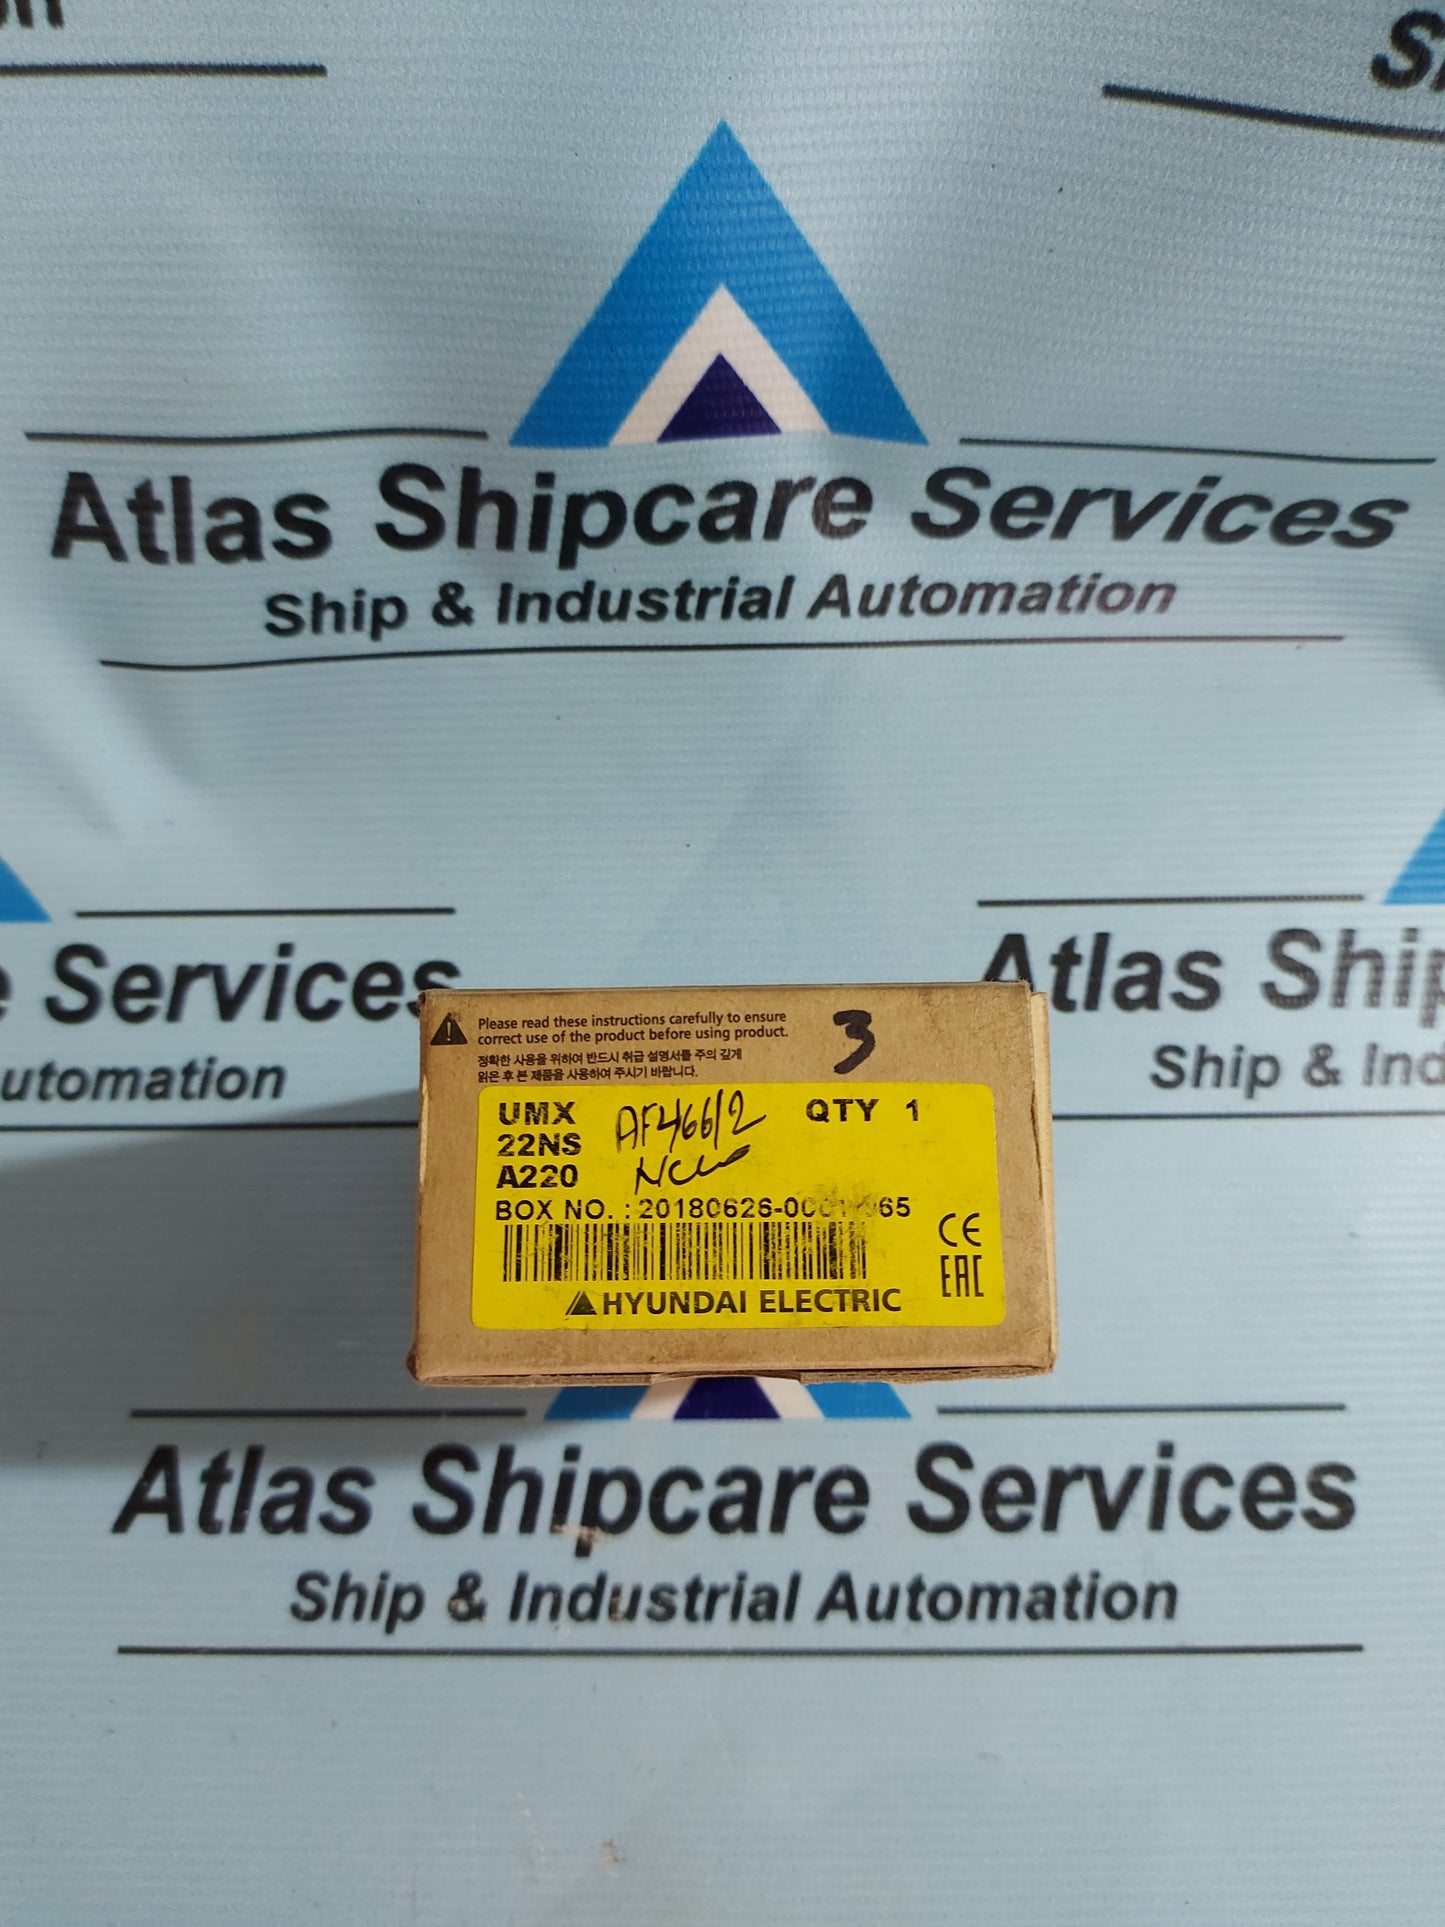 Atlas Shipcare Services
Ship & Industrial Automation
Services
Atlas Ship
utomation
Ship & Ind
Please read these instructions carefully to ensure
correct use of the product before using product.
정확한 사용을 위하여 반드시 취급 설명서를 주의 깊게
읽은 후 본 제품을 사용하여 주시기 바랍니다.
3
UMX
22NS
A220
AF466/2
New
QTY 1
BOX NO. :
CE
EAC
HYUNDAI ELECTRIC
Atlas Shipcare Services
Ship & Industrial Automation